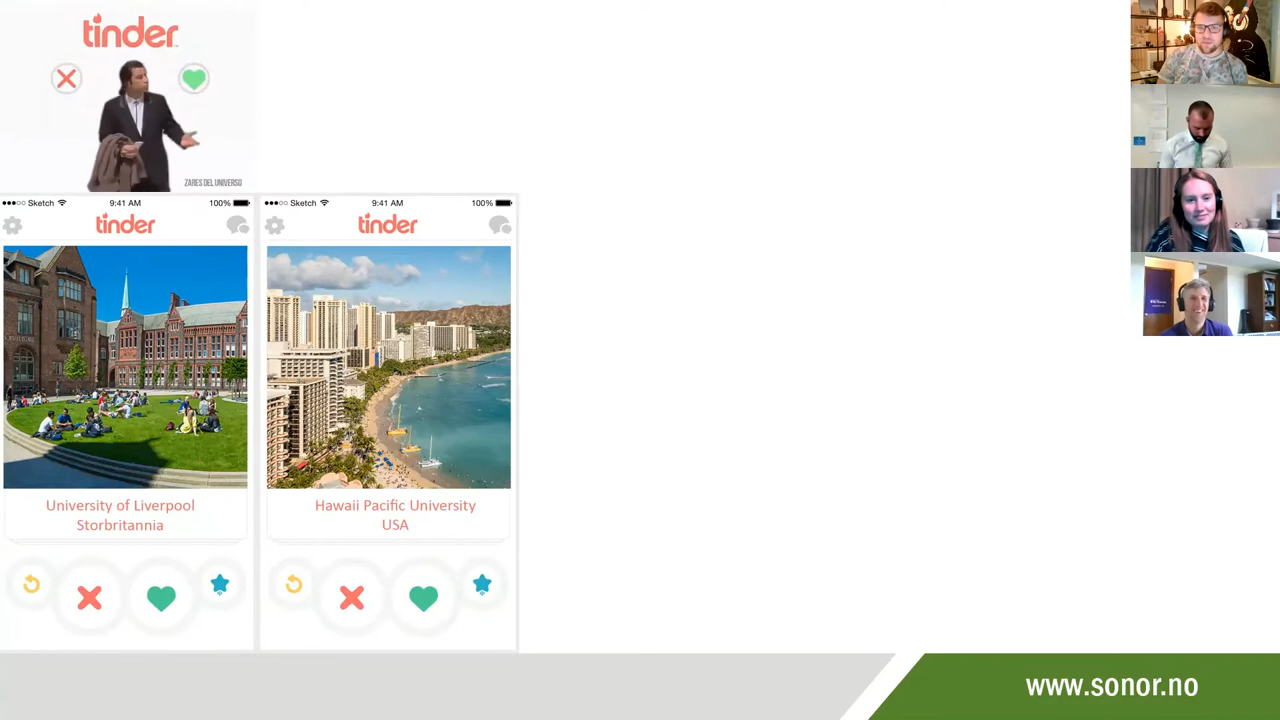 tinder
ZARES DEL UNIVERSO
Sketch 9:41 AM 100%
tinder
University of Liverpool
Storbritannia
Sketch 9:41 AM 100%
tinder
Hawaii Pacific University
USA
www.sonor.no